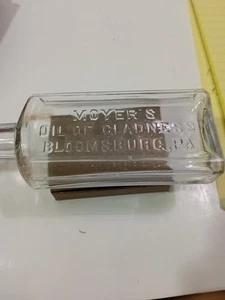 MOYER'S
OIL OF GLADNESS
BLOOMSBURG, PA